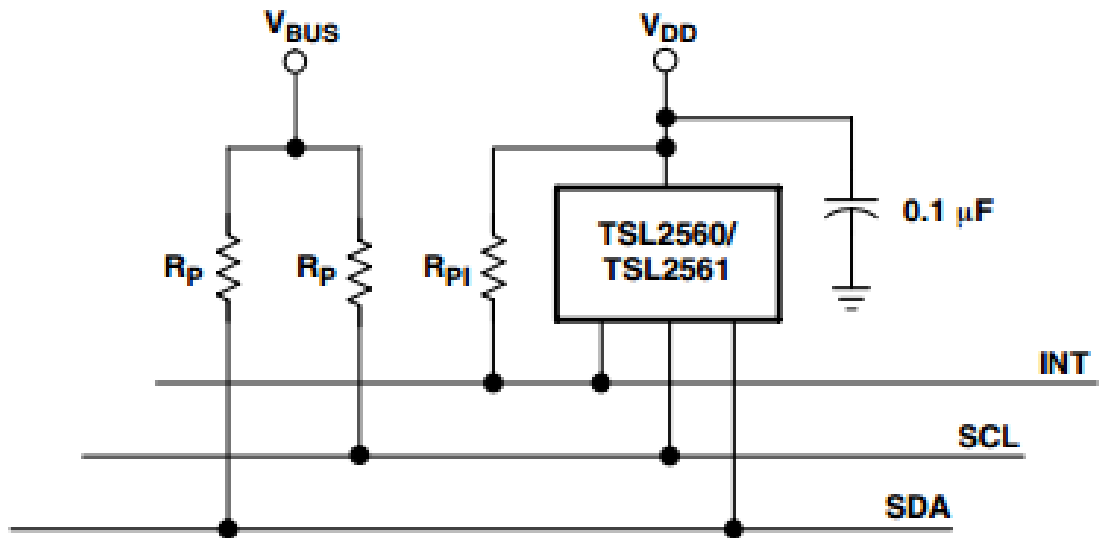 VBUS
VDD
0.1 µF
TSL2560/
TSL2561
RP
RP
RPI
INT
SCL
SDA